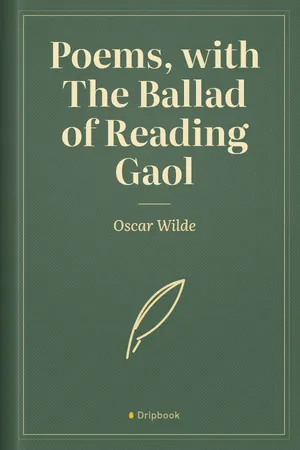 Poems, with
The Ballad
of Reading
Gaol
Oscar Wilde
Dripbook